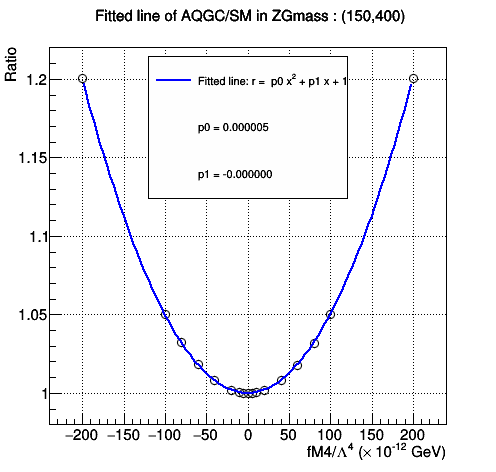 Fitted line of AQGC/SM in ZGmass : (150,400)
Ratio
Fitted line: r = p0 x² + p1 x + 1
p0 = 0.000005
p1 = -0.000000
1.2
1.15
1.1
1.05
1
−200 −150 −100 −50 0 50 100 150 200
fM4/Λ⁴ (× 10⁻¹² GeV)